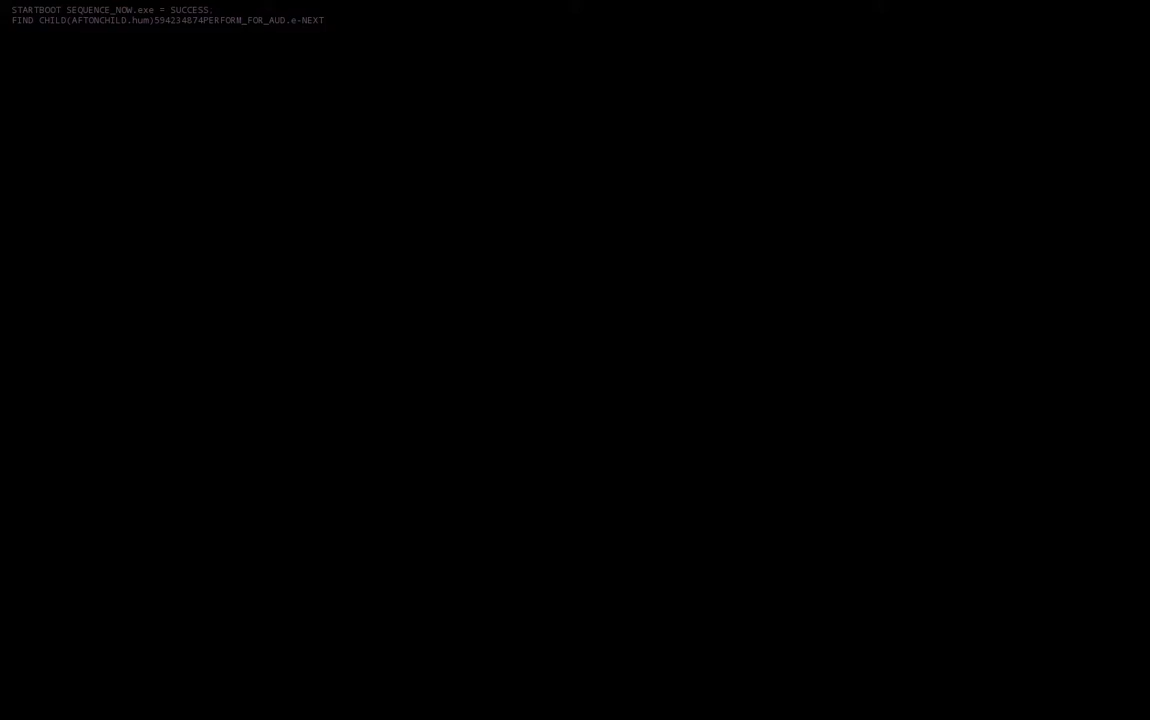 STARTBOOT SEQUENCE_NOW.exe = SUCCESS.
FIND CHILD(AFTONCHILD.hum)594234874PERFORM_FOR_AUD.e-NEXT